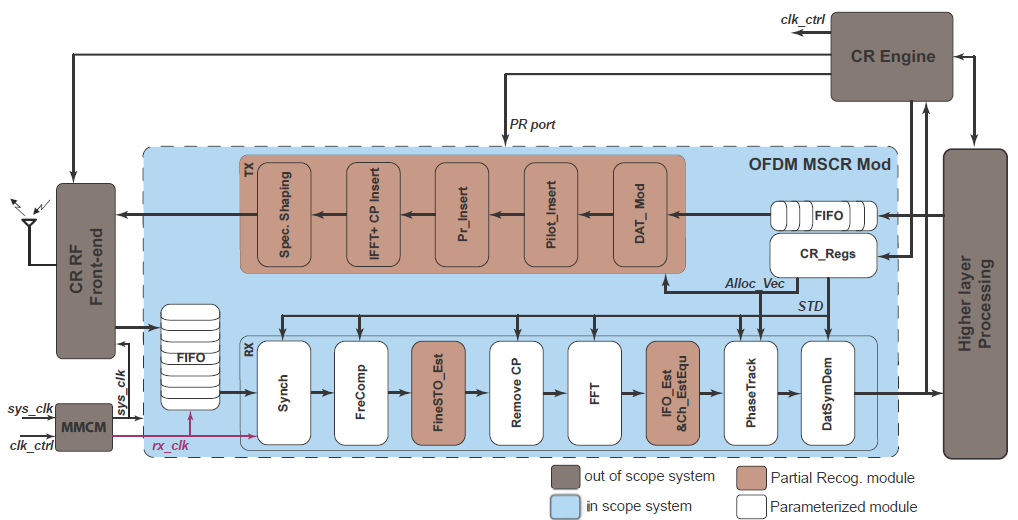 clk_ctrl
CR Engine
PR port
OFDM MSCR Mod
TX
Spec. Shaping
IFFT+ CP Insert
Pr_Insert
Pilot_Insert
DAT_ Mod
FIFO
CR_Regs
CR RF
Front-end
Higher layer
Processing
Alloc_Vec
STD
FIFO
RX
Synch
FreComp
FineSTO_Est
Remove CP
FFT
IFO_Est
&Ch_EstEqu
PhaseTrack
DatSymDem
sys_clk
sys_clk
MMCM
clk_ctrl
rx_clk
out of scope system
Partial Recog. module
in scope system
Parameterized module